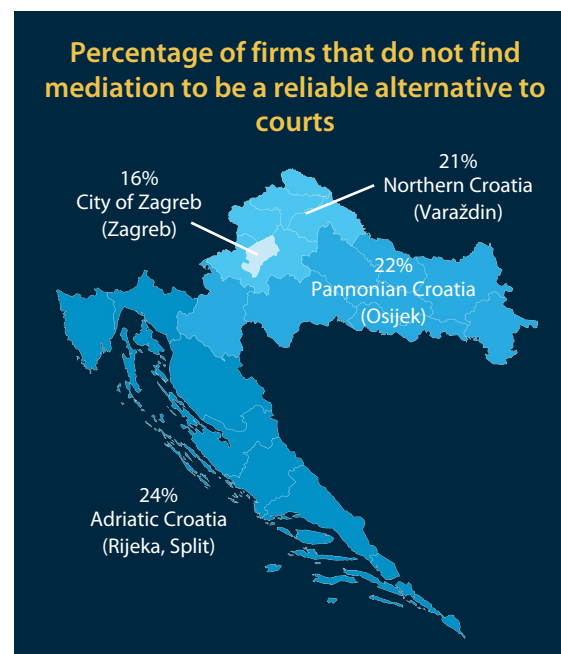 Percentage of firms that do not find
mediation to be a reliable alternative to
courts
16%
City of Zagreb
(Zagreb)
21%
Northern Croatia
(Varaždin)
22%
Pannonian Croatia
(Osijek)
24%
Adriatic Croatia
(Rijeka, Split)